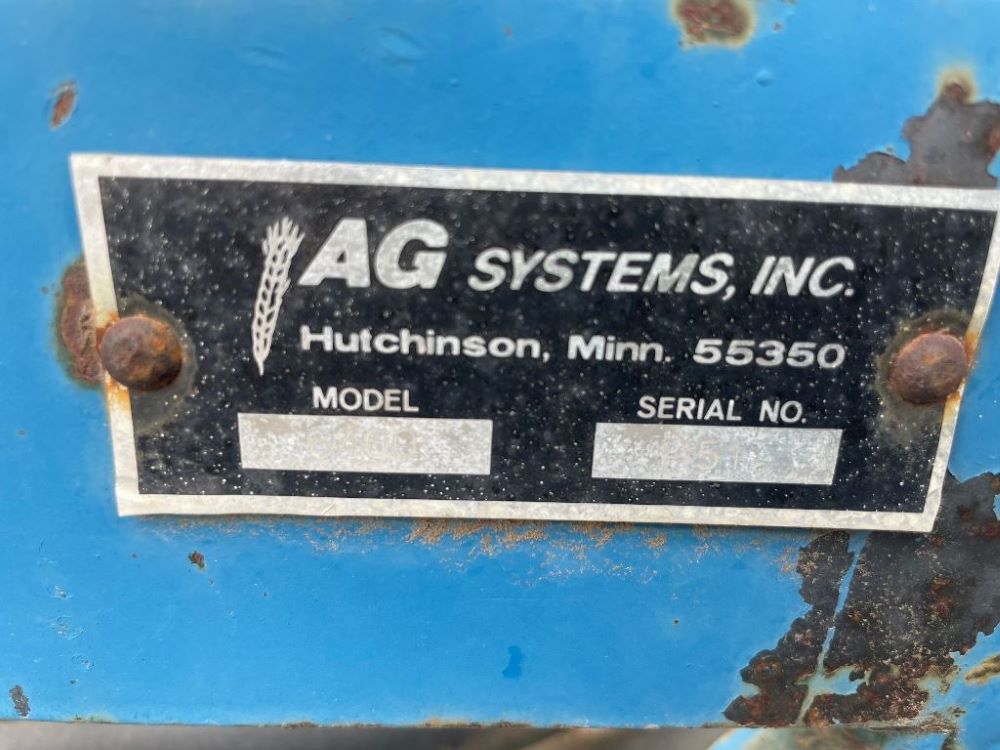 AG SYSTEMS, INC.
Hutchinson, Minn. 55350
MODEL SERIAL NO.